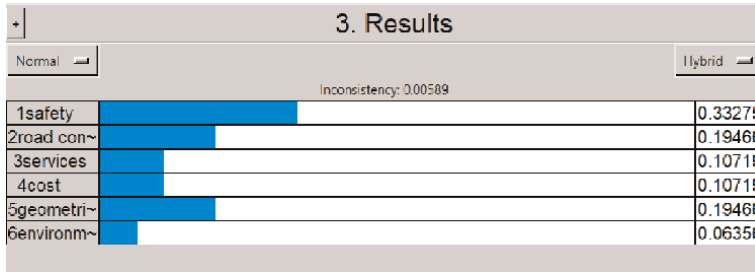 +
3. Results
Normal
Hybrid
Inconsistency: 0.00589
1safety 0.3327
2road con~ 0.1946
3services 0.1071
4cost 0.1071
5geometri~ 0.1946
6environm~ 0.0635